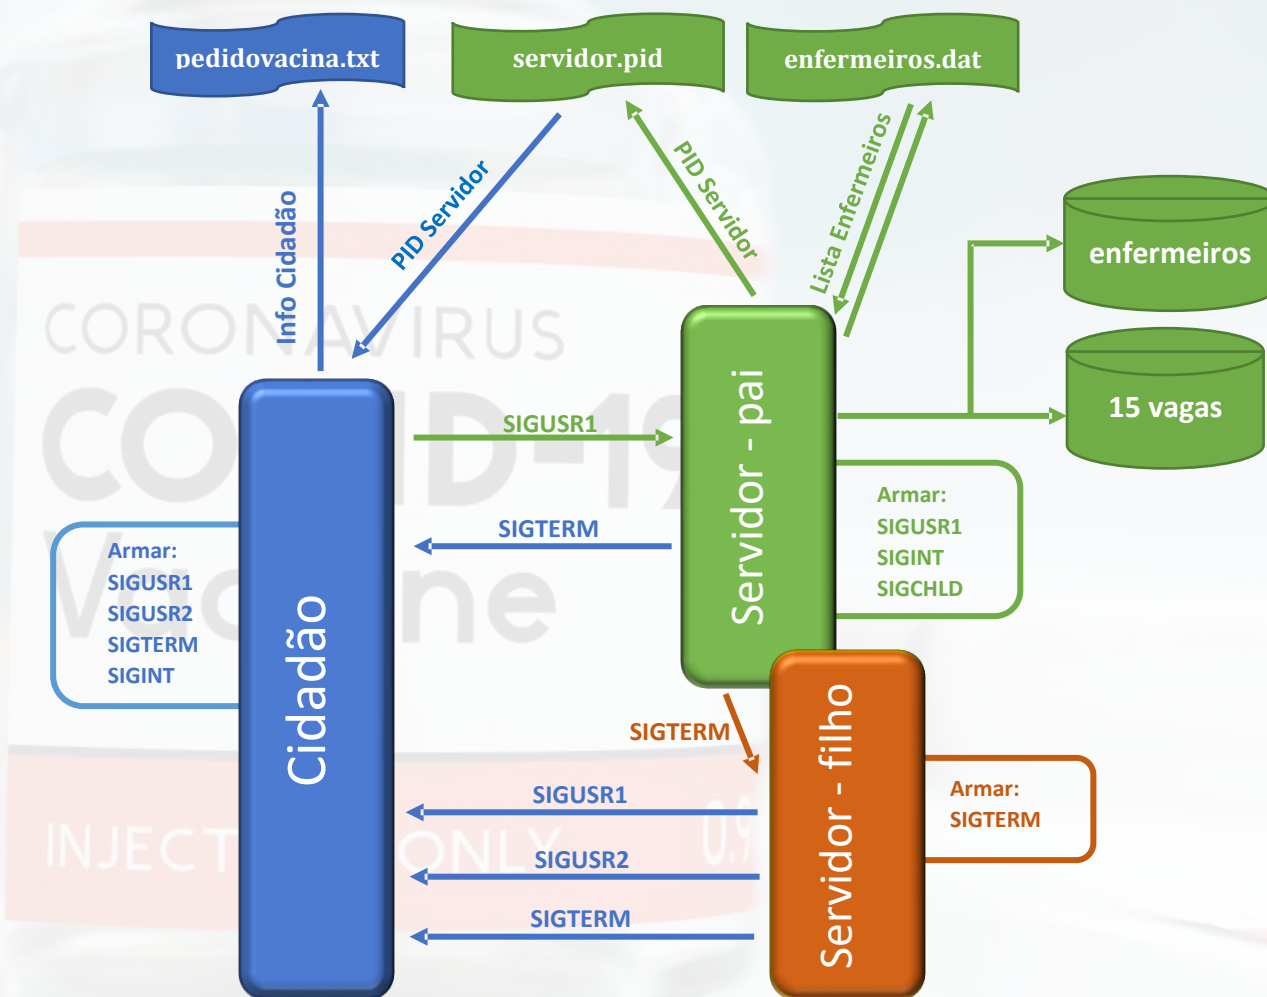 pedidovacina.txt
servidor.pid
enfermeiros.dat
Info Cidadão
PID Servidor
PID Servidor
Lista Enfermeiros
enfermeiros
15 vagas
CORONAVIRUS
COVID-19
Vaccine
INJECT
ONLY
0.9
SIGUSR1
SIGTERM
Servidor - pai
Armar:
SIGUSR1
SIGINT
SIGCHLD
Armar:
SIGUSR1
SIGUSR2
SIGTERM
SIGINT
Cidadão
SIGTERM
SIGUSR1
SIGUSR2
SIGTERM
Servidor - filho
Armar:
SIGTERM